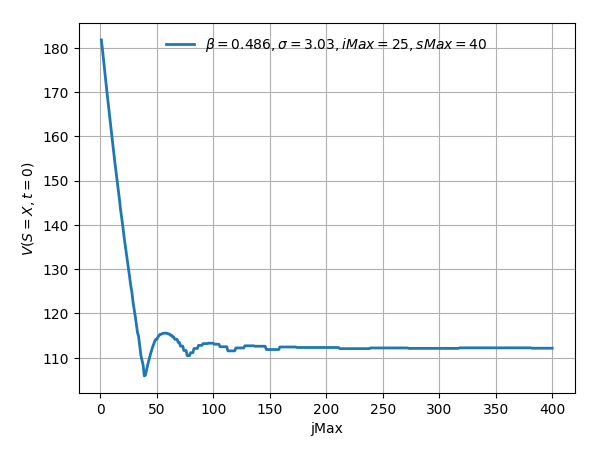 β = 0.486, σ = 3.03, iMax = 25, sMax = 40
180
170
160
150
140
130
120
110
V(S = X, t = 0)
0 50 100 150 200 250 300 350 400
jMax